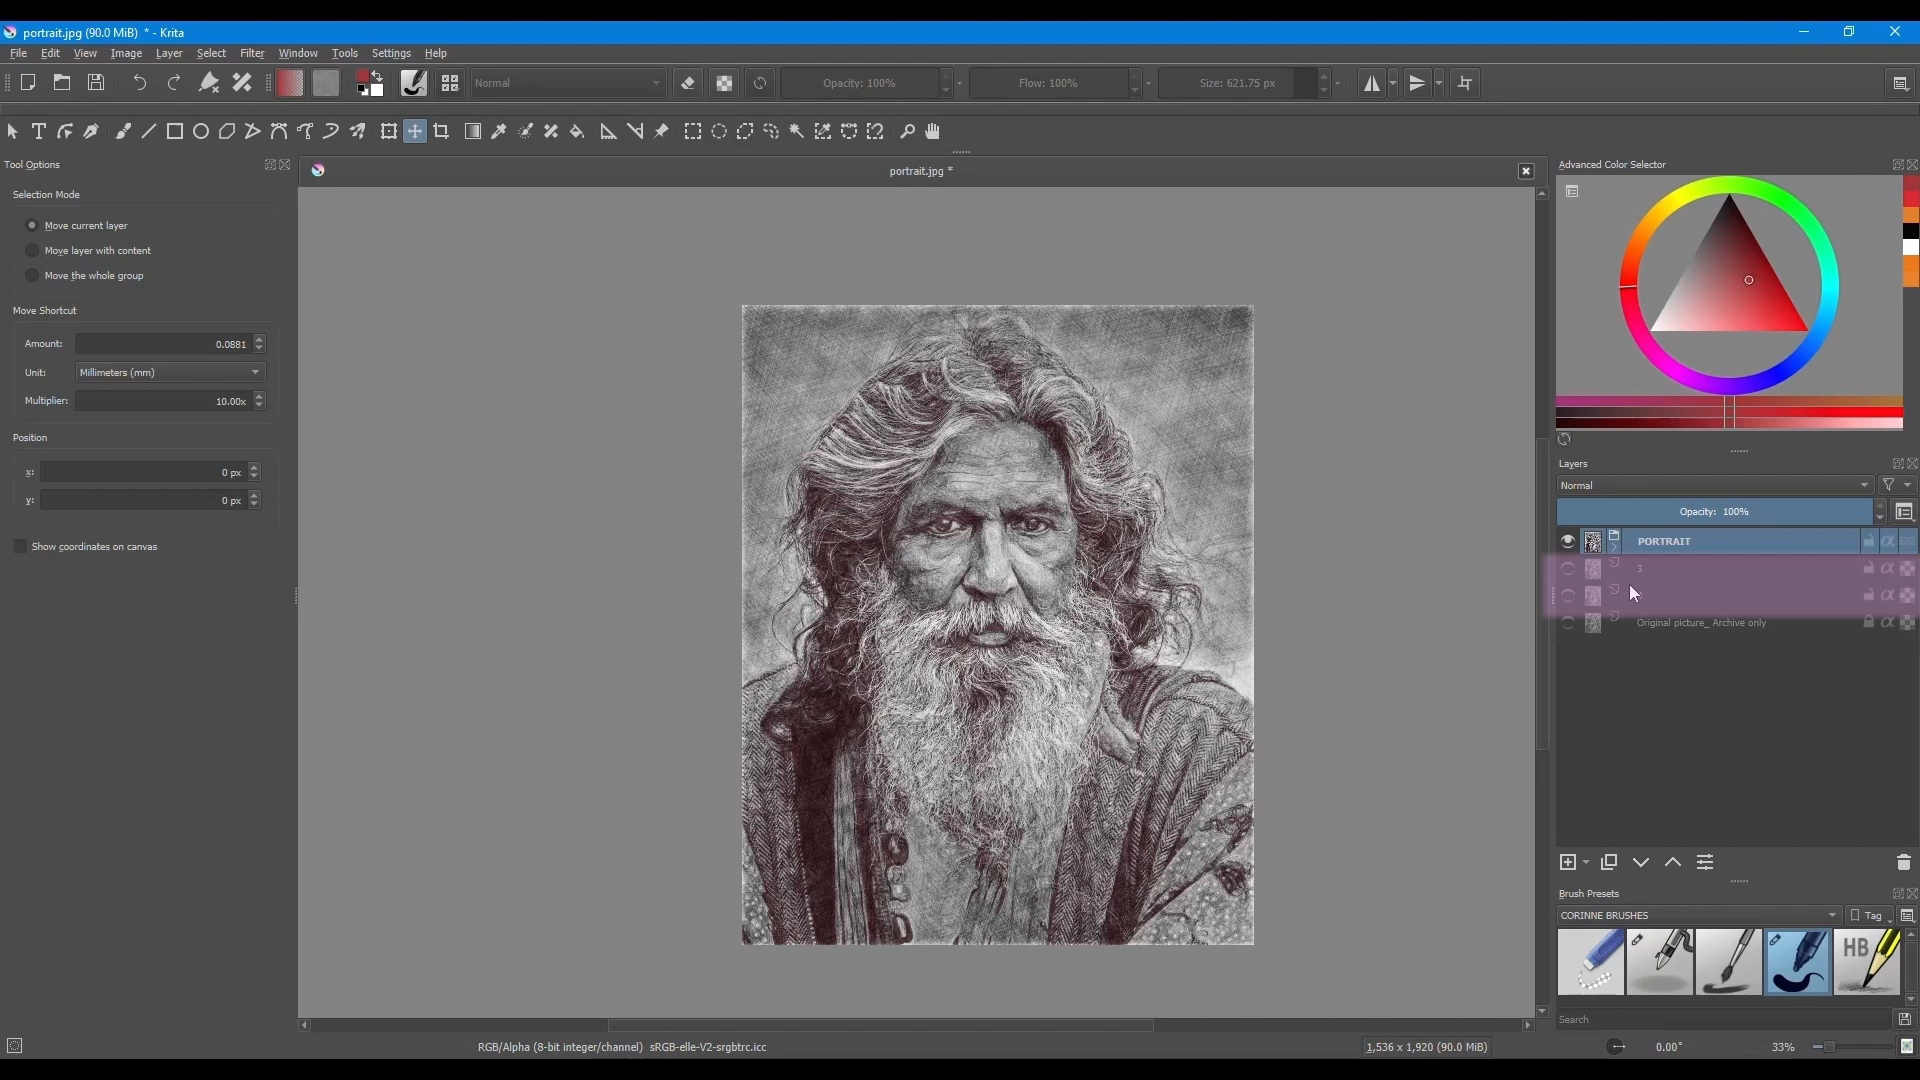 portrait.jpg (90.0 MiB) * - Krita
File Edit View Image Layer Select Filter Window Tools Settings Help
Normal
Opacity: 100%
Flow: 100%
Size: 621.75 px
Tool Options
portrait.jpg *
Advanced Color Selector
Selection Mode
Move current layer
Move layer with content
Move the whole group
Move Shortcut
Amount: 0.0881
Unit: Millimeters (mm)
Multiplier: 10.00x
Position
x: 0 px
y: 0 px
Show coordinates on canvas
Layers
Normal
Opacity: 100%
PORTRAIT
3
Original picture_ Archive only
Brush Presets
CORINNE BRUSHES
Tag
HB
Search
RGB/Alpha (8-bit integer/channel) sRGB-elle-V2-srgbtrc.icc
1,536 x 1,920 (90.0 MiB)
0.00°
33%